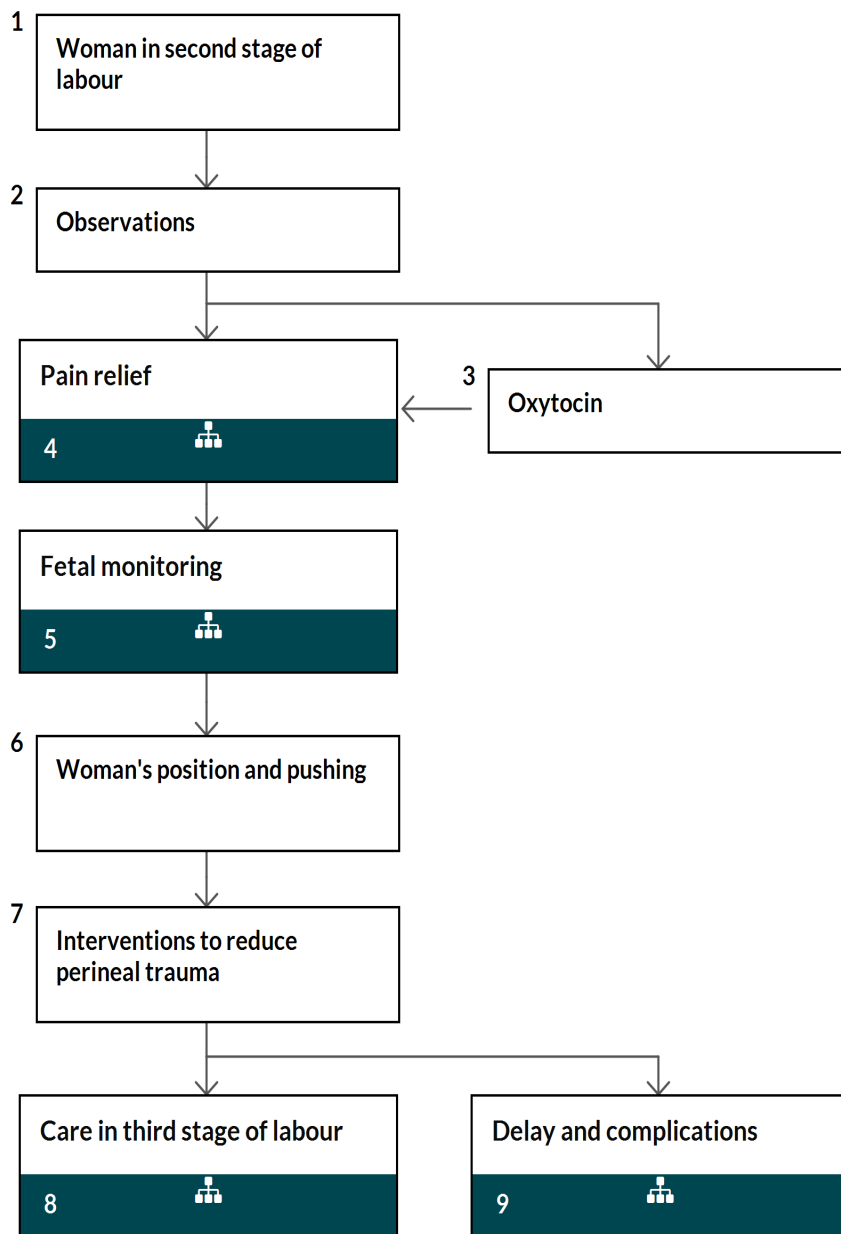 1
Woman in second stage of
labour
2
Observations
Pain relief
4
3
Oxytocin
Fetal monitoring
5
6
Woman's position and pushing
7
Interventions to reduce
perineal trauma
Care in third stage of labour
8
Delay and complications
9